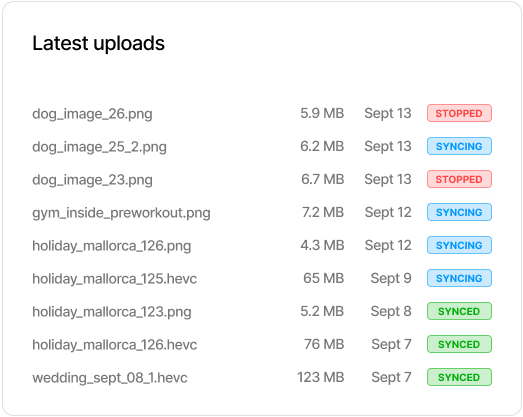 Latest uploads
dog_image_26.png 5.9 MB Sept 13 STOPPED
dog_image_25_2.png 6.2 MB Sept 13 SYNCING
dog_image_23.png 6.7 MB Sept 13 STOPPED
gym_inside_preworkout.png 7.2 MB Sept 12 SYNCING
holiday_mallorca_126.png 4.3 MB Sept 12 SYNCING
holiday_mallorca_125.hevc 65 MB Sept 9 SYNCING
holiday_mallorca_123.png 5.2 MB Sept 8 SYNCED
holiday_mallorca_126.hevc 76 MB Sept 7 SYNCED
wedding_sept_08_1.hevc 123 MB Sept 7 SYNCED